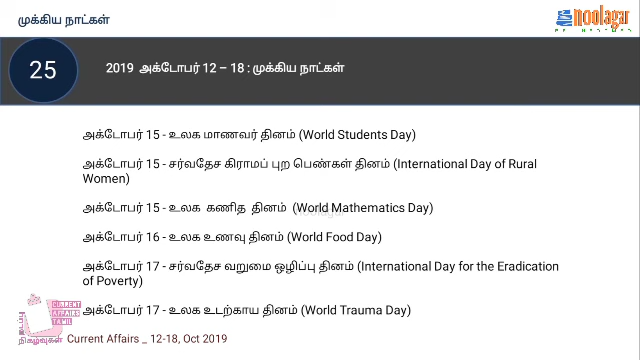 முக்கிய நாட்கள்
noolagar
25
2019 அக்டோபர் 12 – 18 : முக்கிய நாட்கள்
அக்டோபர் 15 - உலக மாணவர் தினம் (World Students Day)
அக்டோபர் 15 - சர்வதேச கிராமப் புற பெண்கள் தினம் (International Day of Rural
Women)
அக்டோபர் 15 - உலக கணித தினம் (World Mathematics Day)
அக்டோபர் 16 - உலக உணவு தினம் (World Food Day)
அக்டோபர் 17 - சர்வதேச வறுமை ஒழிப்பு தினம் (International Day for the Eradication
of Poverty)
அக்டோபர் 17 - உலக உடற்காய தினம் (World Trauma Day)
CURRENT
AFFAIRS
TAMIL
நடப்பு
நிகழ்வுகள்
Current Affairs _ 12-18, Oct 2019